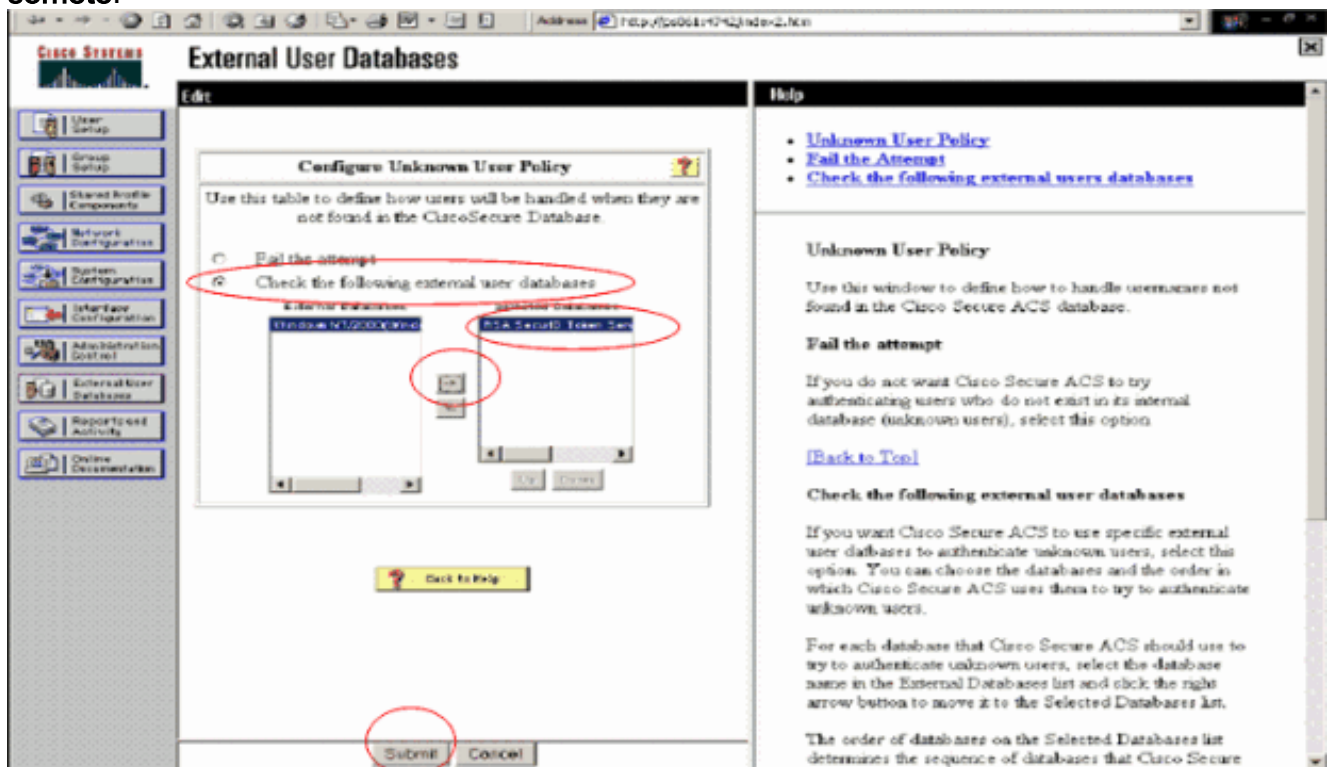 Address
Cisco Systems
External User Databases
Edit
User Setup
Group Setup
Shared Profile Components
Network Configuration
System Configuration
Interface Configuration
Administration Control
External User Databases
Reports and Activity
Online Documentation
Configure Unknown User Policy
Use this table to define how users will be handled when they are
not found in the CiscoSecure Database.
Fail the attempt
Check the following external user databases
External Databases
Selected Databases
RSA SecurID Token Serv
->
<-
Up
Down
Back to Help
Submit
Cancel
Help
Unknown User Policy
Fail the Attempt
Check the following external users databases
Unknown User Policy
Use this window to define how to handle usernames not
found in the Cisco Secure ACS database.
Fail the attempt
If you do not want Cisco Secure ACS to try
authenticating users who do not exist in its internal
database (unknown users), select this option
[Back to Top]
Check the following external user databases
If you want Cisco Secure ACS to use specific external
user datbases to authenticate unknown users, select this
option. You can choose the databases and the order in
which Cisco Secure ACS uses them to try to authenticate
unknown users.
For each database that Cisco Secure ACS should use to
try to authenticate unknown users, select the database
name in the External Databases list and click the right
arrow button to move it to the Selected Databases list.
The order of databases on the Selected Databases list
determines the sequence of databases that Cisco Secure